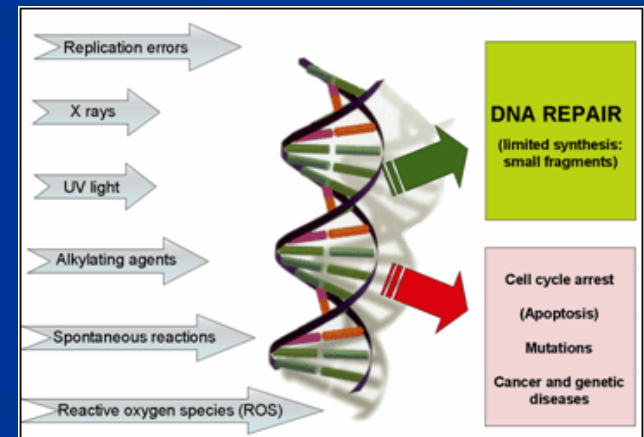 Replication errors
X rays
UV light
Alkylating agents
Spontaneous reactions
Reactive oxygen species (ROS)
DNA REPAIR
(limited synthesis:
small fragments)
Cell cycle arrest
(Apoptosis)
Mutations
Cancer and genetic
diseases